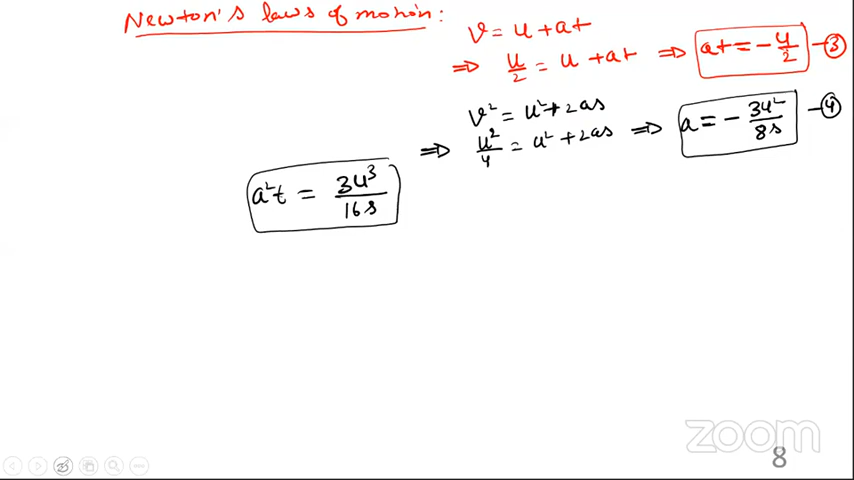 Newton's laws of motion:
v = u + at
⇒ u/2 = u + at ⇒ at = -u/2 -③
v² = u² + 2as
⇒ u²/4 = u² + 2as ⇒ a = -3u²/8s -④
a²t = 3u³/16s
zoom
8